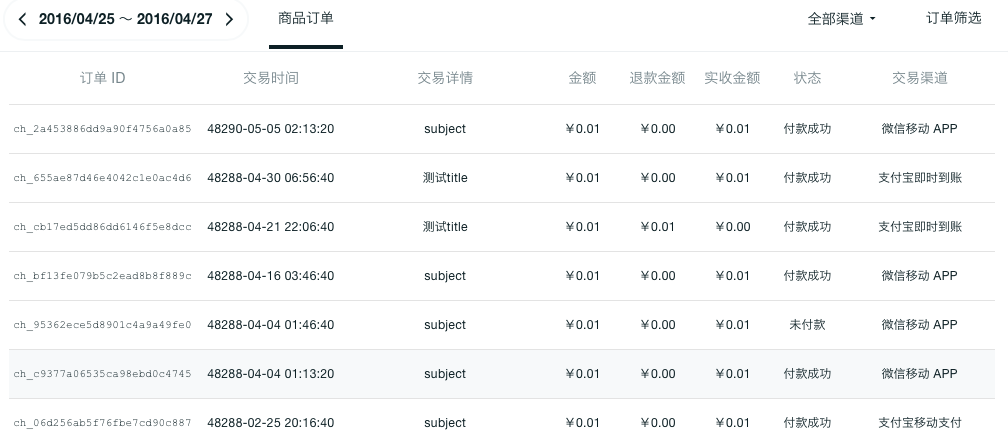 2016/04/25 ～ 2016/04/27 商品订单 全部渠道 订单筛选
订单 ID 交易时间 交易详情 金额 退款金额 实收金额 状态 交易渠道
ch_2a453886dd9a90f4756a0a85 48290-05-05 02:13:20 subject ￥0.01 ￥0.00 ￥0.01 付款成功 微信移动 APP
ch_655ae87d46e4042c1e0ac4d6 48288-04-30 06:56:40 测试title ￥0.01 ￥0.00 ￥0.01 付款成功 支付宝即时到账
ch_cb17ed5dd86dd6146f5e8dcc 48288-04-21 22:06:40 测试title ￥0.01 ￥0.01 ￥0.00 付款成功 支付宝即时到账
ch_bf13fe079b5c2ead8b8f889c 48288-04-16 03:46:40 subject ￥0.01 ￥0.00 ￥0.01 付款成功 微信移动 APP
ch_95362ece5d8901c4a9a49fe0 48288-04-04 01:46:40 subject ￥0.01 ￥0.00 ￥0.01 未付款 微信移动 APP
ch_c9377a06535ca98ebd0c4745 48288-04-04 01:13:20 subject ￥0.01 ￥0.00 ￥0.01 付款成功 微信移动 APP
ch_06d256ab5f76fbe7cd90c887 48288-02-25 20:16:40 subject ￥0.01 ￥0.00 ￥0.01 付款成功 支付宝移动支付